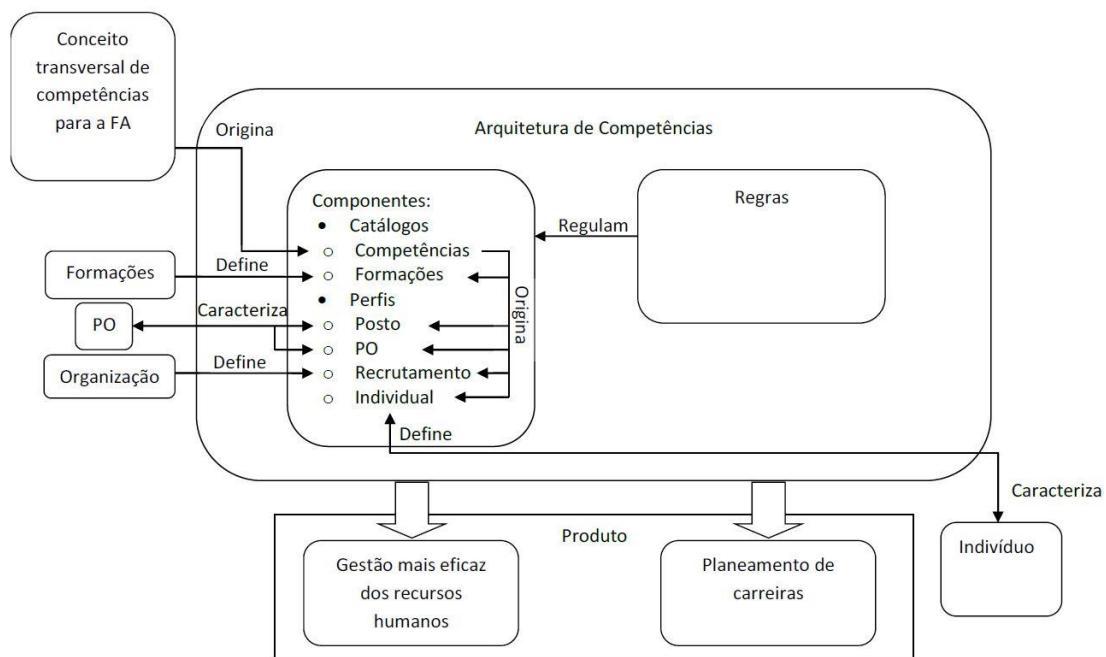 Conceito
transversal de
competências
para a FA
Origina
Arquitetura de Competências
Componentes:
• Catálogos
○ Competências
○ Formações
• Perfis
○ Posto
○ PO
○ Recrutamento
○ Individual
Origina
Regulam
Regras
Formações
Define
PO
Caracteriza
Organização
Define
Define
Caracteriza
Indivíduo
Produto
Gestão mais eficaz
dos recursos
humanos
Planeamento de
carreiras